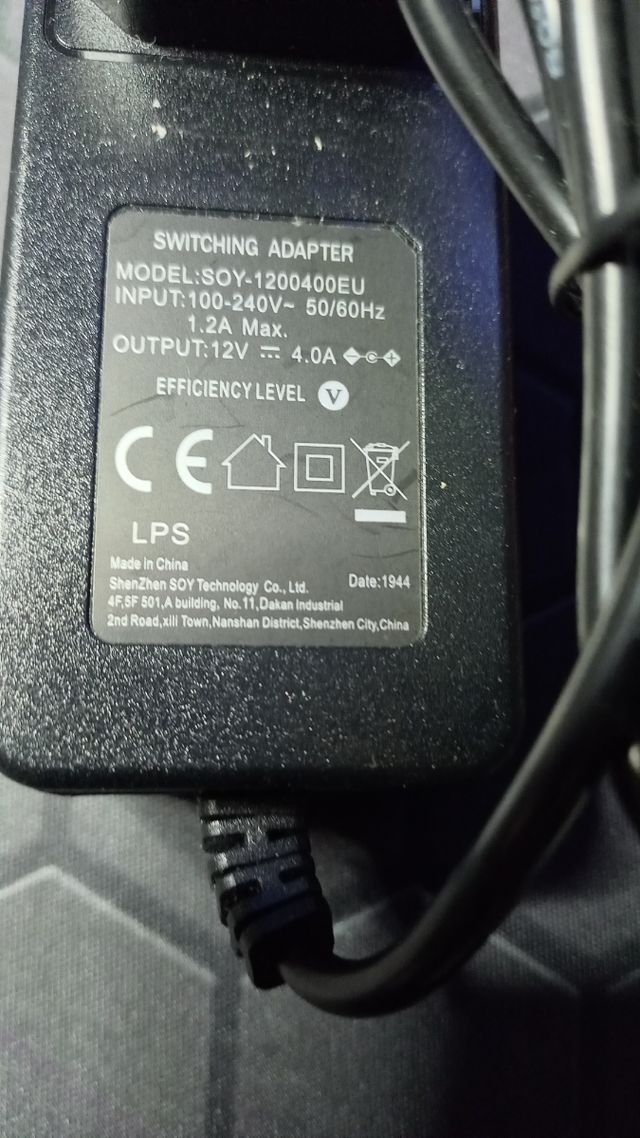 SWITCHING ADAPTER
MODEL:SOY-1200400EU
INPUT:100-240V~ 50/60Hz
1.2A Max.
OUTPUT:12V ⎓ 4.0A
EFFICIENCY LEVEL V
CE
LPS
Made in China
ShenZhen SOY Technology Co., Ltd.
Date:1944
4F,5F 501,A building, No.11,Dakan Industrial
2nd Road,xili Town,Nanshan District,Shenzhen City,China